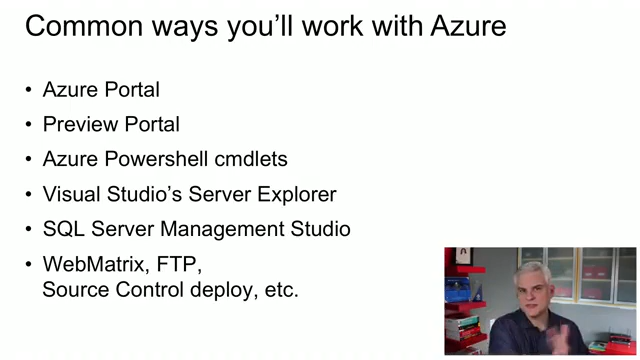 Common ways you'll work with Azure
• Azure Portal
• Preview Portal
• Azure Powershell cmdlets
• Visual Studio's Server Explorer
• SQL Server Management Studio
• WebMatrix, FTP,
Source Control deploy, etc.